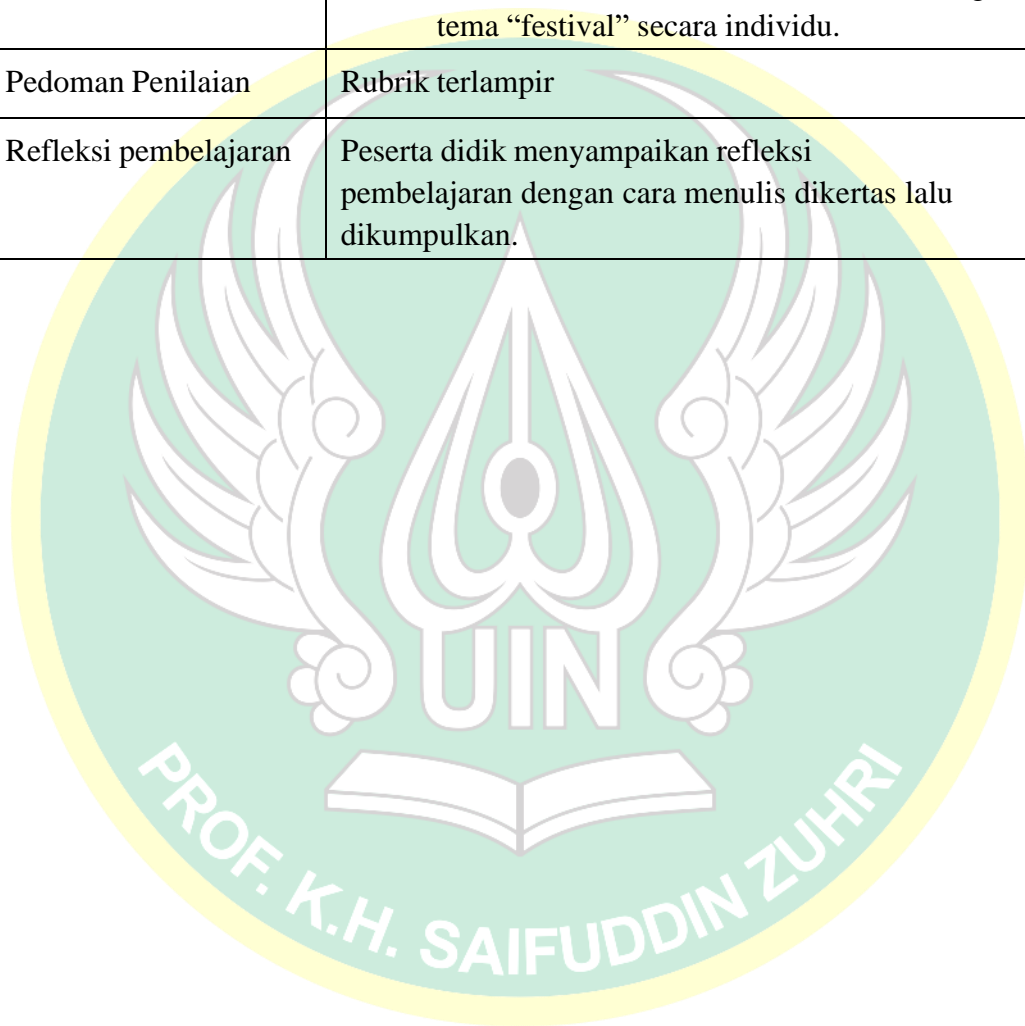 tema “festival” secara individu.
Pedoman Penilaian
Rubrik terlampir
Refleksi pembelajaran
Peserta didik menyampaikan refleksi
pembelajaran dengan cara menulis dikertas lalu
dikumpulkan.
UIN
PROF. K.H. SAIFUDDIN ZUHRI